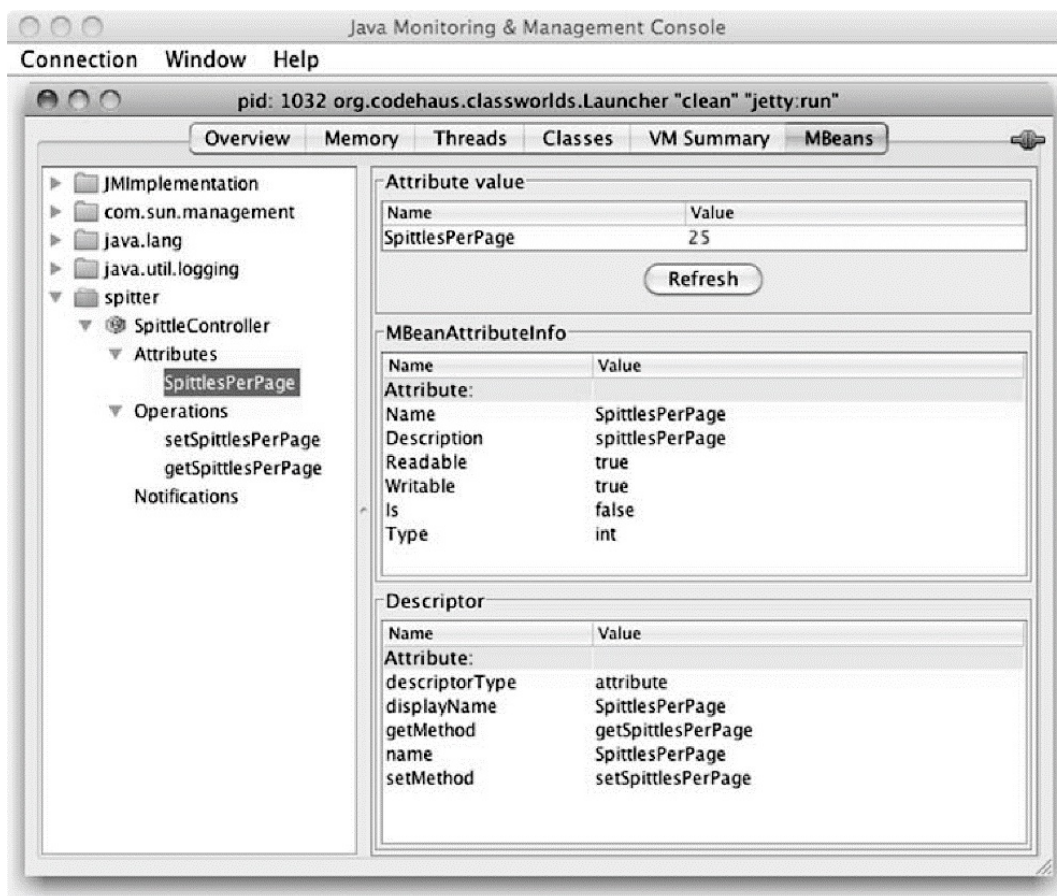 Java Monitoring & Management Console
Connection Window Help
pid: 1032 org.codehaus.classworlds.Launcher "clean" "jetty:run"
Overview Memory Threads Classes VM Summary MBeans
JMImplementation
com.sun.management
java.lang
java.util.logging
spitter
SpittleController
Attributes
SpittlesPerPage
Operations
setSpittlesPerPage
getSpittlesPerPage
Notifications
Attribute value
Name Value
SpittlesPerPage 25
Refresh
MBeanAttributeInfo
Name Value
Attribute:
Name SpittlesPerPage
Description spittlesPerPage
Readable true
Writable true
Is false
Type int
Descriptor
Name Value
Attribute:
descriptorType attribute
displayName SpittlesPerPage
getMethod getSpittlesPerPage
name SpittlesPerPage
setMethod setSpittlesPerPage